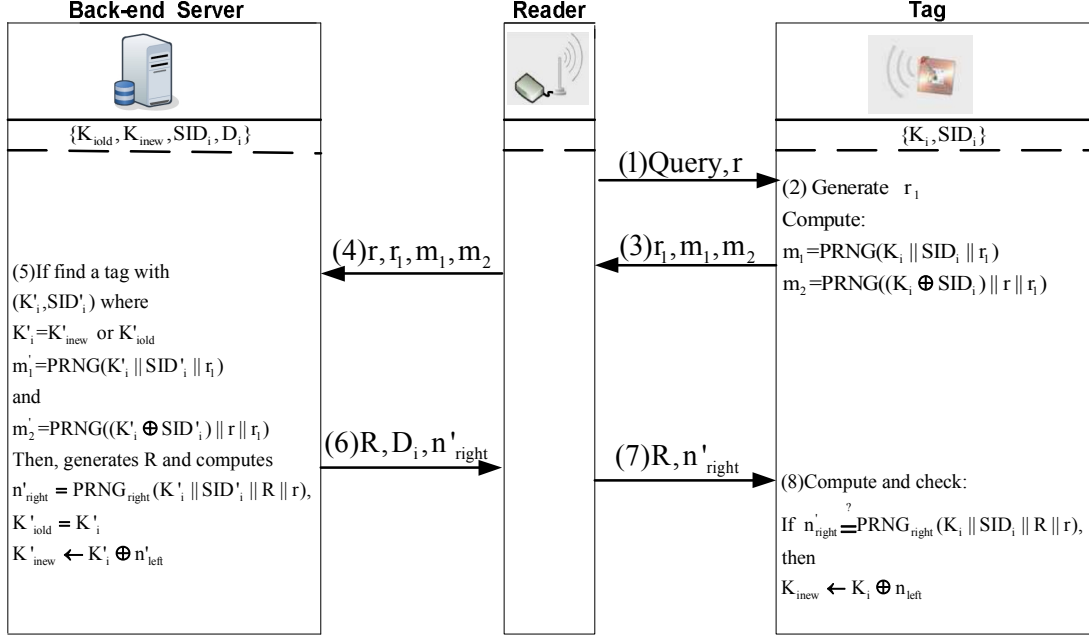 Back-end Server
Reader
Tag
{K_iold, K_inew, SID_i, D_i}
{K_i, SID_i}
(1)Query, r
(2) Generate r_1
Compute:
m_1=PRNG(K_i || SID_i || r_1)
m_2=PRNG((K_i ⊕ SID_i) || r || r_1)
(3)r_1, m_1, m_2
(4)r, r_1, m_1, m_2
(5)If find a tag with
(K'_i, SID'_i) where
K'_i=K'_inew or K'_iold
m'_1=PRNG(K'_i || SID'_i || r_1)
and
m'_2=PRNG((K'_i ⊕ SID'_i) || r || r_1)
Then, generates R and computes
n'_right = PRNG_right(K'_i || SID'_i || R || r),
K'_iold = K'_i
K'_inew ← K'_i ⊕ n'_left
(6)R, D_i, n'_right
(7)R, n'_right
(8)Compute and check:
If n'_right ?= PRNG_right(K_i || SID_i || R || r),
then
K_inew ← K_i ⊕ n_left